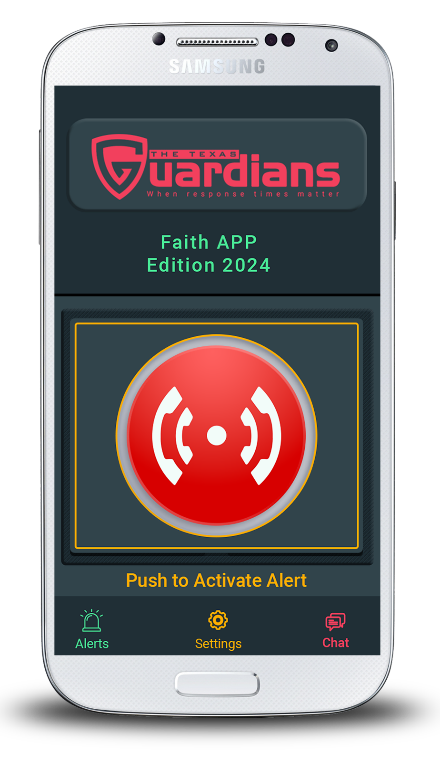 SAMSUNG
THE TEXAS
Guardians
When response times matter
Faith APP
Edition 2024
Push to Activate Alert
Alerts Settings Chat